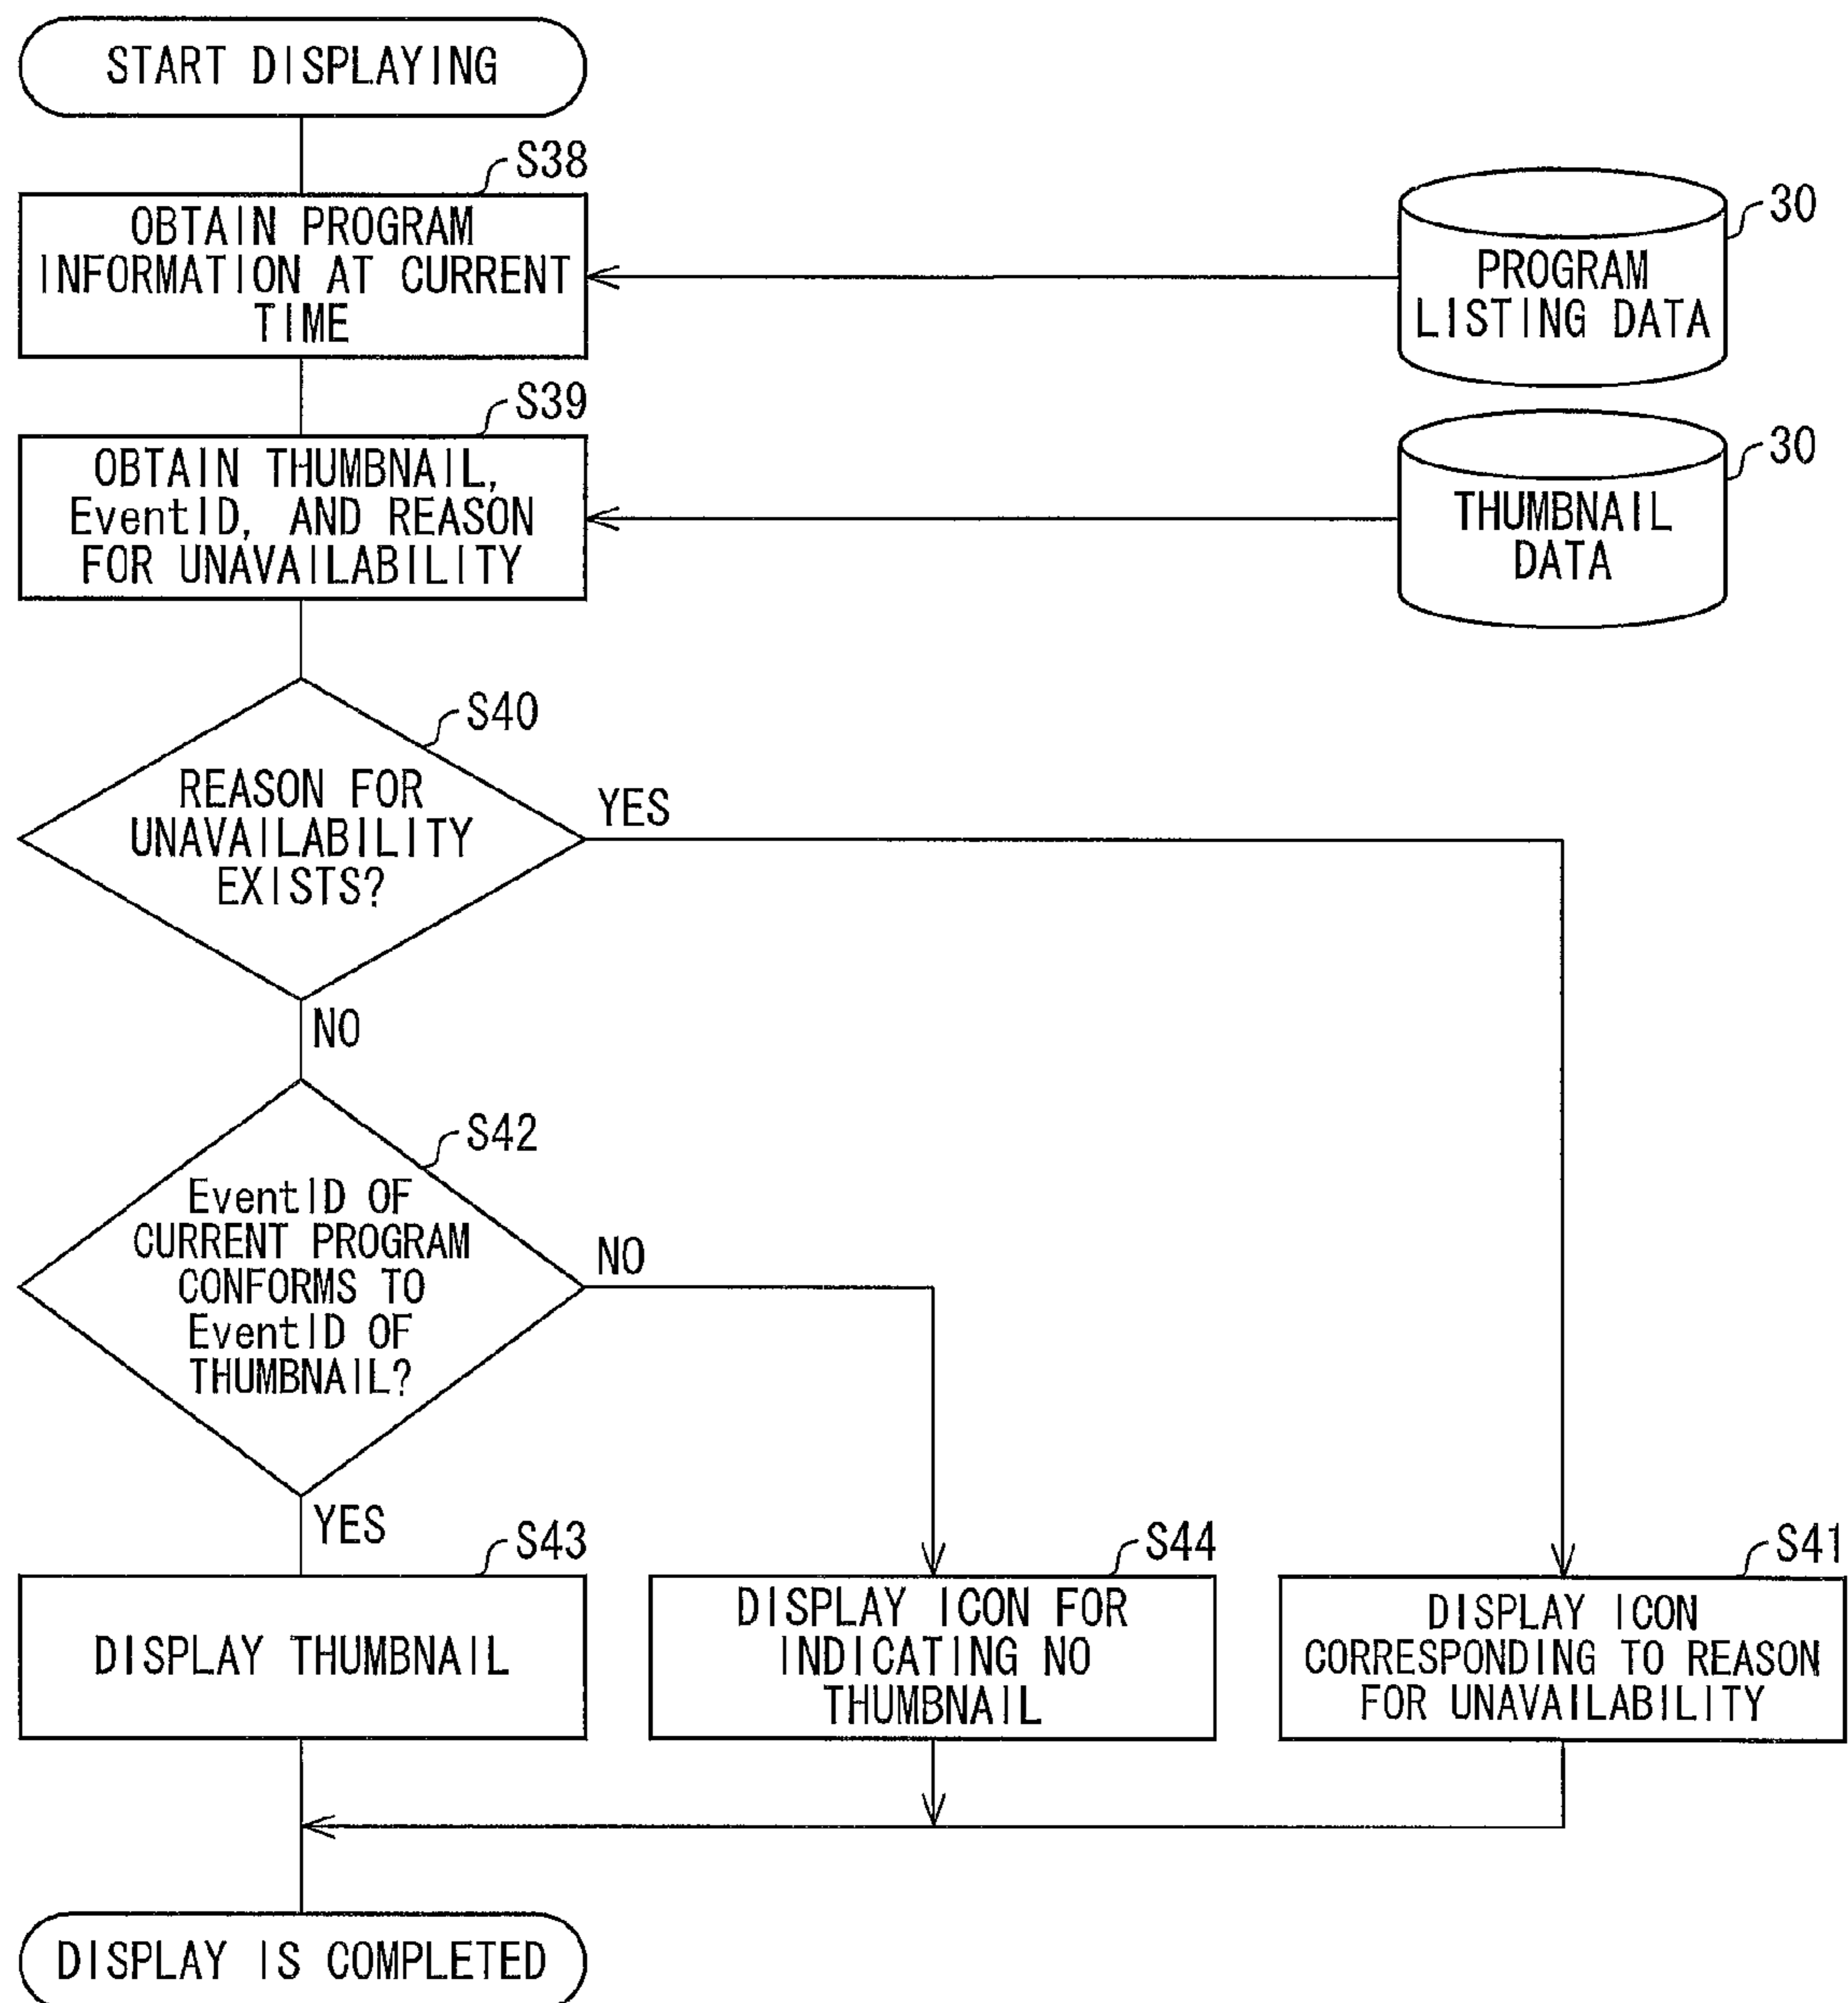 START DISPLAYING
S38
OBTAIN PROGRAM
INFORMATION AT CURRENT
TIME
30
PROGRAM
LISTING DATA
S39
OBTAIN THUMBNAIL,
EventID, AND REASON
FOR UNAVAILABILITY
30
THUMBNAIL
DATA
S40
REASON FOR
UNAVAILABILITY
EXISTS?
YES
NO
S42
EventID OF
CURRENT PROGRAM
CONFORMS TO
EventID OF
THUMBNAIL?
NO
YES
S43
DISPLAY THUMBNAIL
S44
DISPLAY ICON FOR
INDICATING NO
THUMBNAIL
S41
DISPLAY ICON
CORRESPONDING TO REASON
FOR UNAVAILABILITY
DISPLAY IS COMPLETED